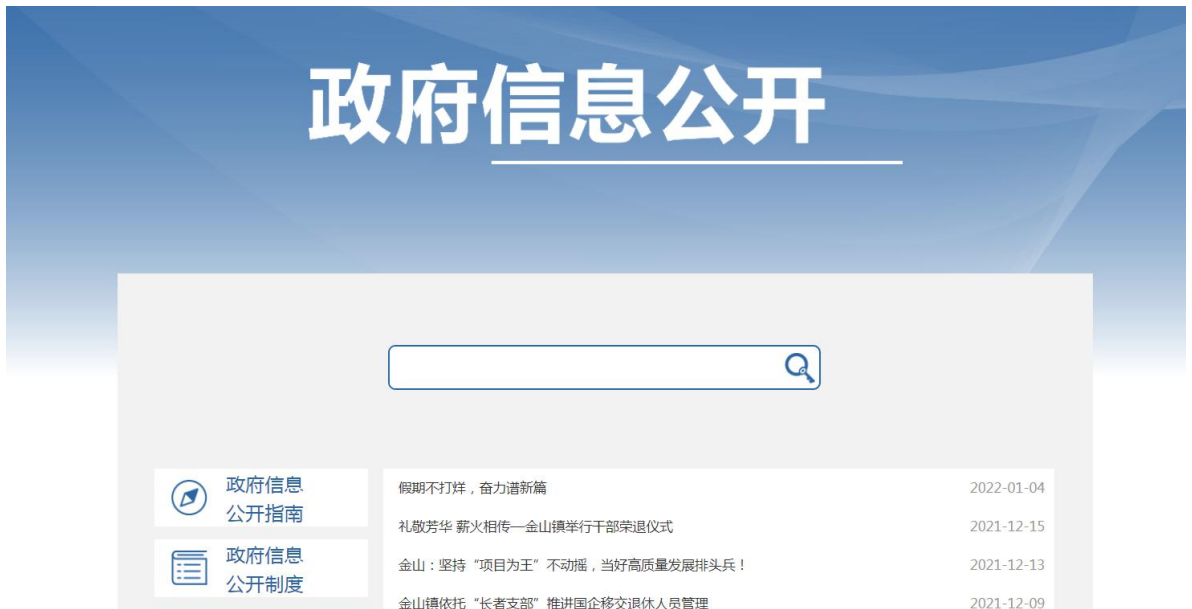 政府信息公开
政府信息
公开指南
政府信息
公开制度
假期不打烊，奋力谱新篇 2022-01-04
礼敬芳华 薪火相传—金山镇举行干部荣退仪式 2021-12-15
金山：坚持“项目为王”不动摇，当好高质量发展排头兵！ 2021-12-13
金山镇依托“长者支部”推进国企移交退休人员管理 2021-12-09